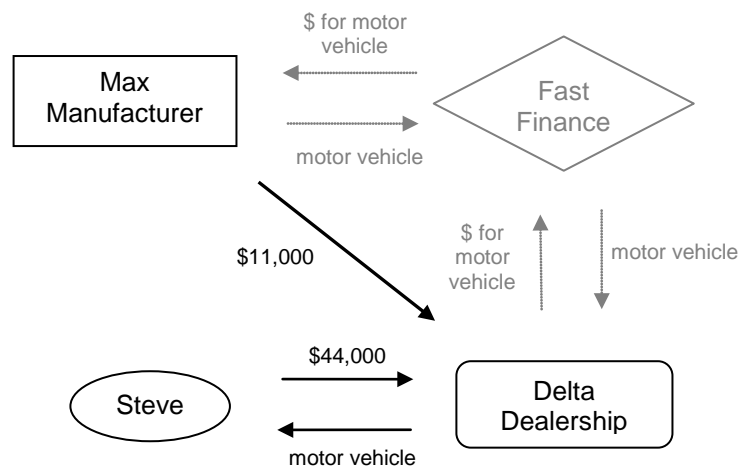 $ for motor
vehicle
Max
Manufacturer
Fast
Finance
motor vehicle
$11,000
$ for
motor
vehicle
motor vehicle
$44,000
Steve
Delta
Dealership
motor vehicle